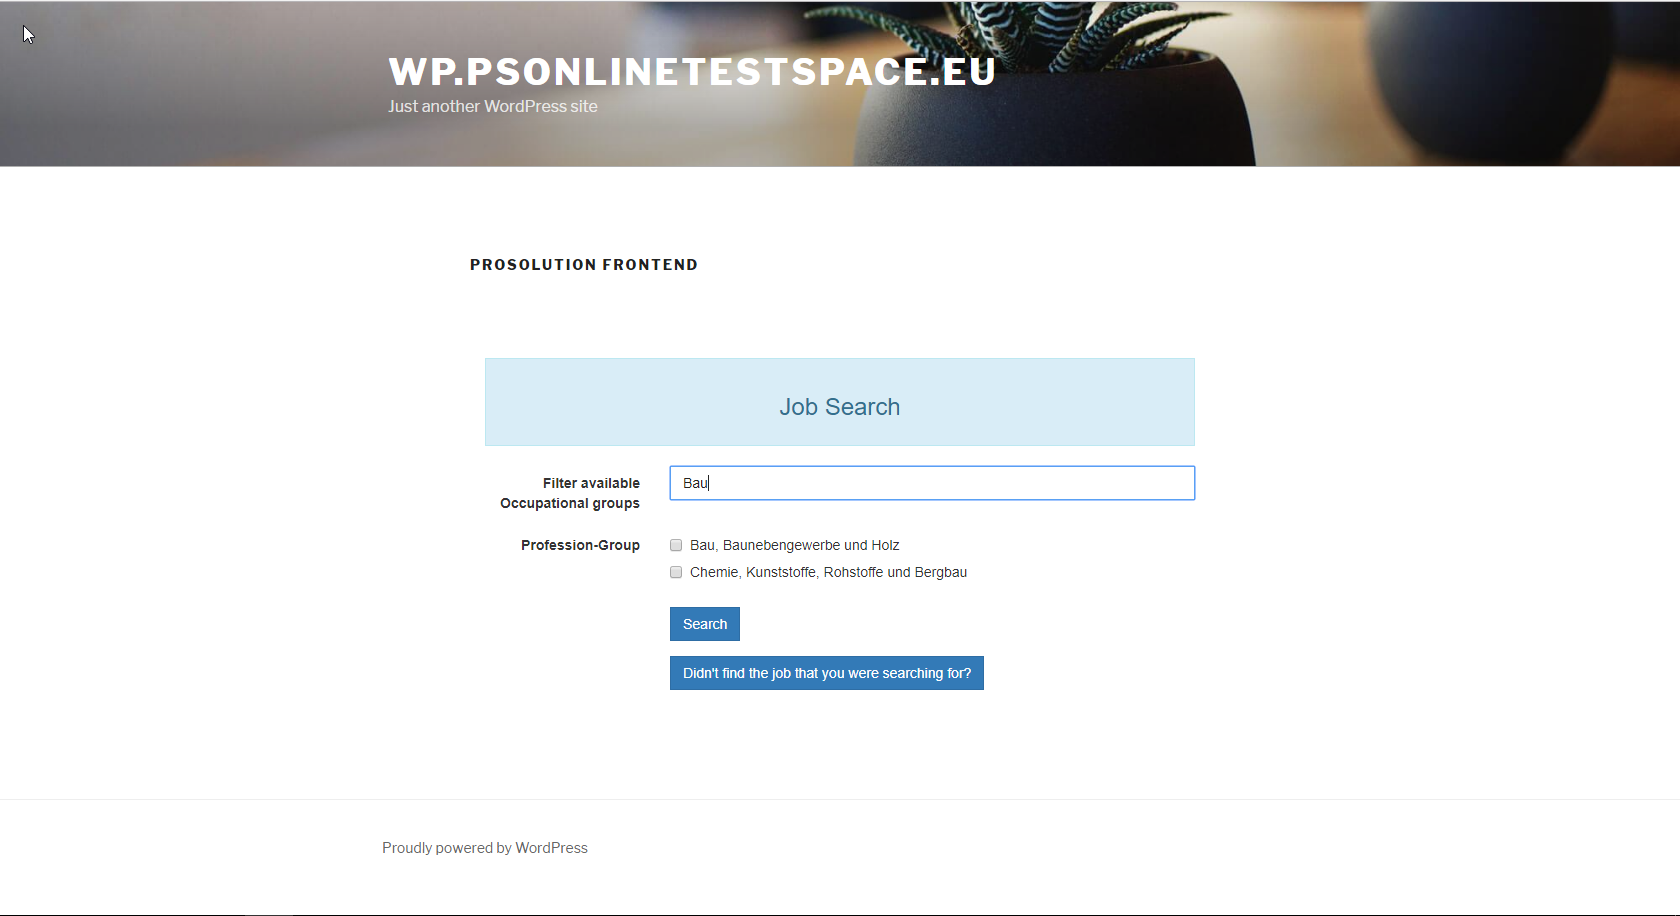 WP.PSONLINETESTSPACE.EU
Just another WordPress site
PROSOLUTION FRONTEND
Job Search
Filter available
Occupational groups
Bau
Profession-Group
Bau, Baunebengewerbe und Holz
Chemie, Kunststoffe, Rohstoffe und Bergbau
Search
Didn't find the job that you were searching for?
Proudly powered by WordPress